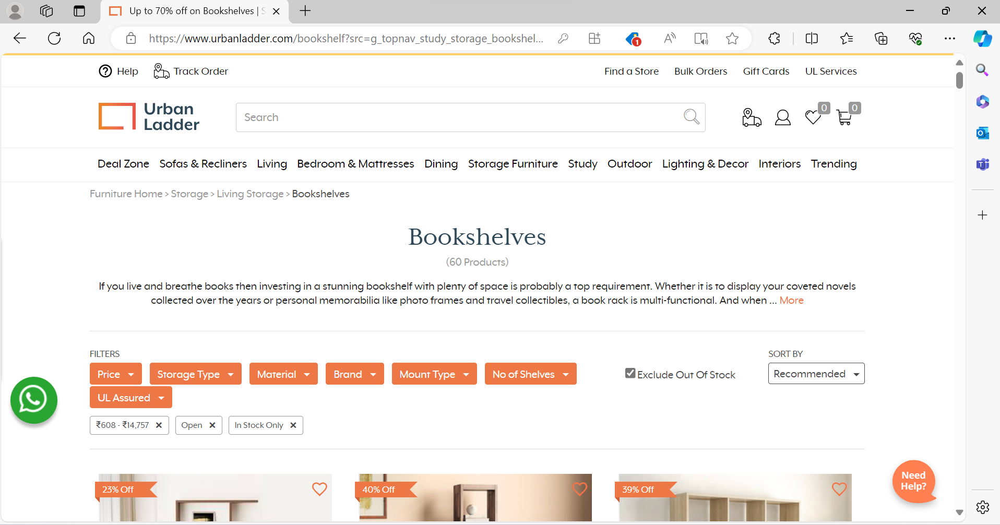 Up to 70% off on Bookshelves | S
https://www.urbanladder.com/bookshelf?src=g_topnav_study_storage_bookshel...
1
Help
Track Order
Find a Store
Bulk Orders
Gift Cards
UL Services
Urban
Ladder
Search
0
0
Deal Zone
Sofas & Recliners
Living
Bedroom & Mattresses
Dining
Storage Furniture
Study
Outdoor
Lighting & Decor
Interiors
Trending
Furniture Home > Storage > Living Storage > Bookshelves
Bookshelves
(60 Products)
If you live and breathe books then investing in a stunning bookshelf with plenty of space is probably a top requirement. Whether it is to display your coveted novels
collected over the years or personal memorabilia like photo frames and travel collectibles, a book rack is multi-functional. And when ... More
FILTERS
SORT BY
Price
Storage Type
Material
Brand
Mount Type
No of Shelves
Exclude Out Of Stock
Recommended
UL Assured
₹608 - ₹14,757
Open
In Stock Only
23% Off
40% Off
39% Off
Need
Help?